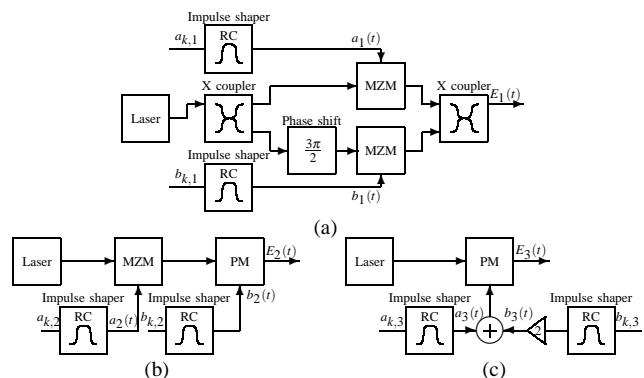 Impulse shaper
a_{k,1}
RC
a_1(t)
MZM
X coupler
X coupler
E_1(t)
Laser
Phase shift
3π/2
MZM
Impulse shaper
b_{k,1}
RC
b_1(t)
(a)
Laser
MZM
PM
E_2(t)
Impulse shaper
Impulse shaper
b_2(t)
a_{k,2}
RC
a_2(t)
b_{k,2}
RC
(b)
Laser
PM
E_3(t)
Impulse shaper
Impulse shaper
a_{k,3}
RC
a_3(t)
+
b_3(t)
2
RC
b_{k,3}
(c)